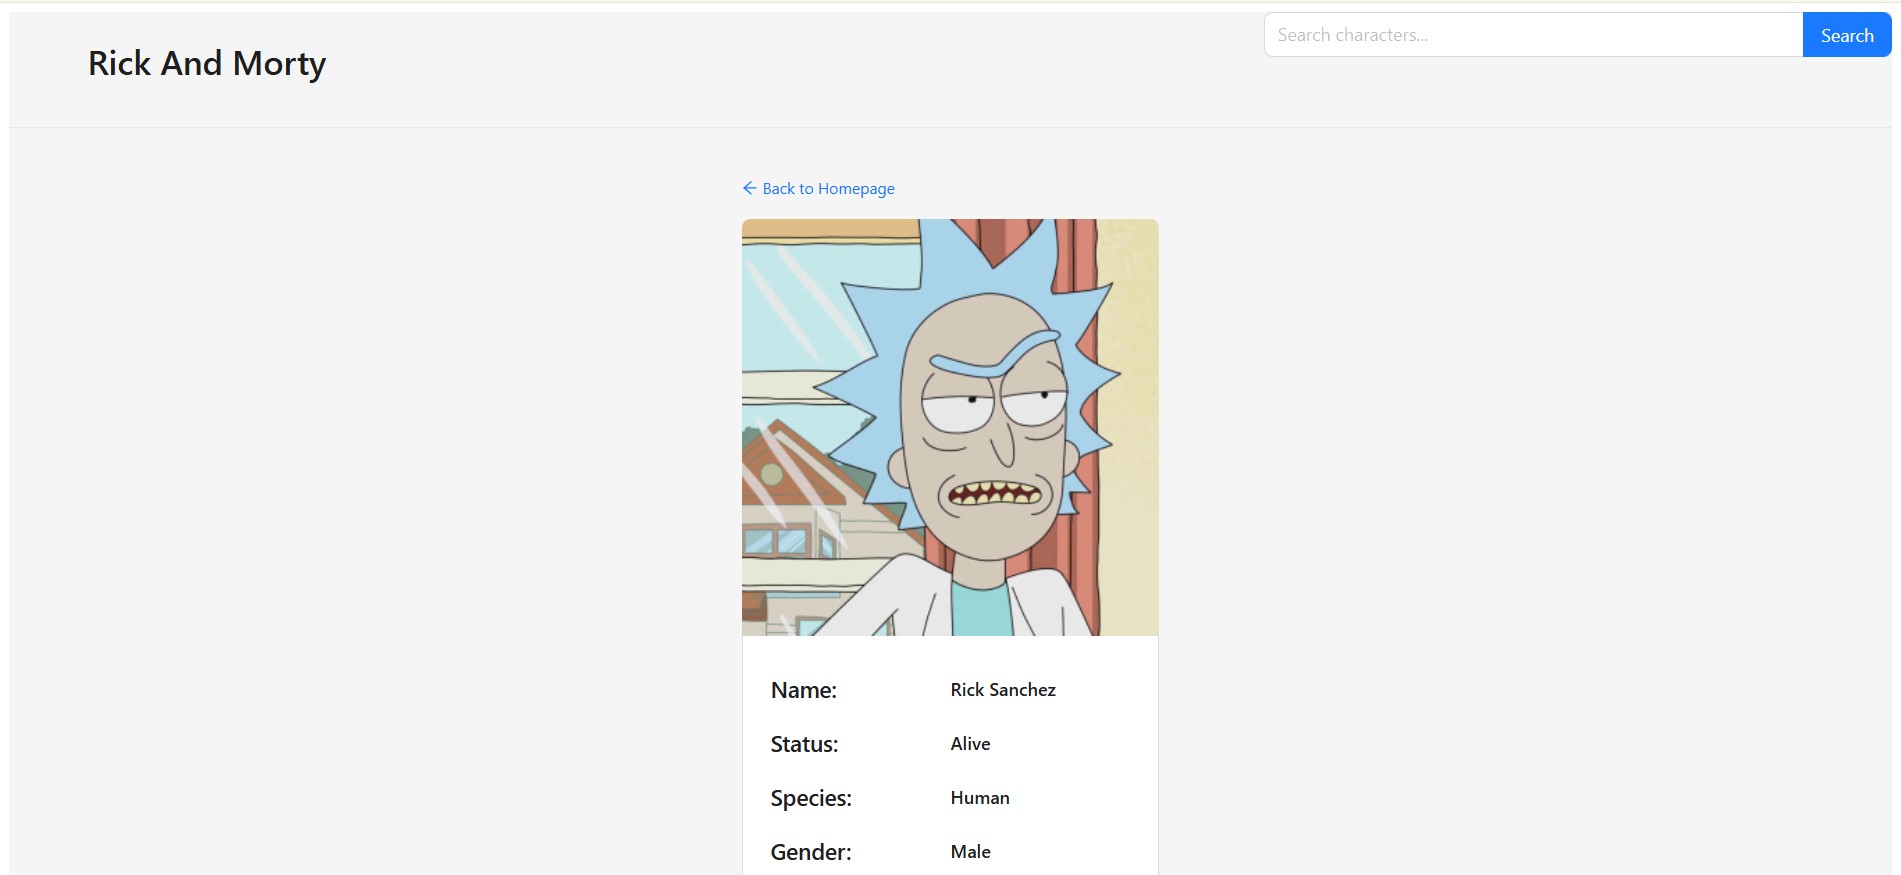 Rick And Morty
Search characters...
Search
Back to Homepage
Name: Rick Sanchez
Status: Alive
Species: Human
Gender: Male